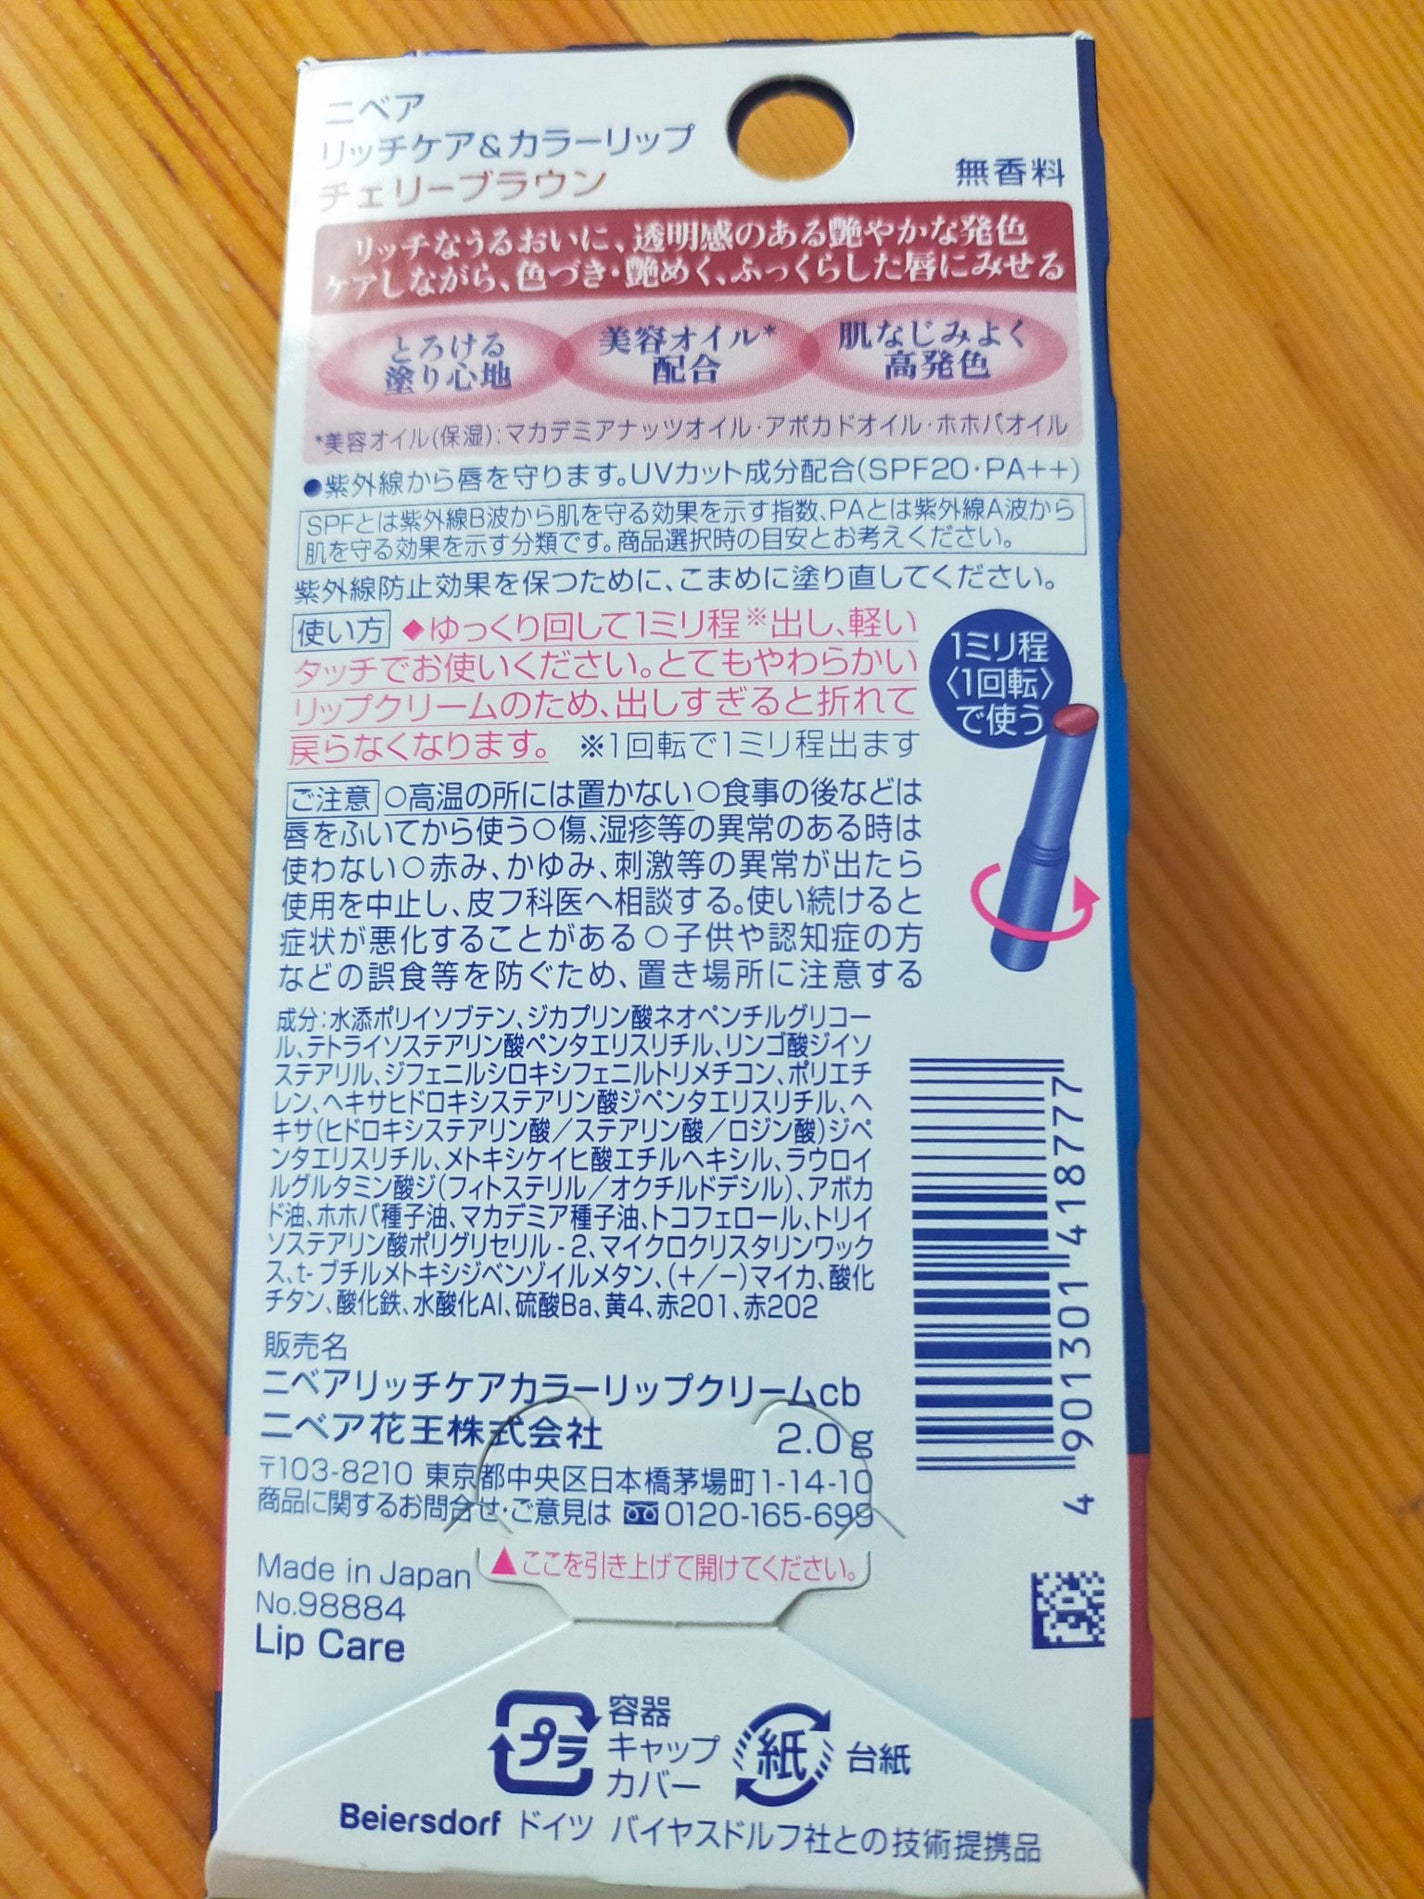 ニベア
リッチケア&カラーリップ
チェリーブラウン
無香料
リッチなうるおいに、透明感のある艶やかな発色
ケアしながら、色づき・艶めく、ふっくらした唇にみせる
とろける
塗り心地
美容オイル*
配合
肌なじみよく
高発色
*美容オイル(保湿):マカデミアナッツオイル・アボカドオイル・ホホバオイル
●紫外線から唇を守ります。UVカット成分配合(SPF20・PA++)
SPFとは紫外線B波から肌を守る効果を示す指数、PAとは紫外線A波から
肌を守る効果を示す分類です。商品選択時の目安とお考えください。
紫外線防止効果を保つために、こまめに塗り直してください。
使い方 ◆ゆっくり回して1ミリ程※出し、軽い
タッチでお使いください。とてもやわらかい
リップクリームのため、出しすぎると折れて
戻らなくなります。 ※1回転で1ミリ程出ます
1ミリ程
〈1回転〉
で使う
ご注意 ○高温の所には置かない○食事の後などは
唇をふいてから使う○傷、湿疹等の異常のある時は
使わない○赤み、かゆみ、刺激等の異常が出たら
使用を中止し、皮フ科医へ相談する。使い続けると
症状が悪化することがある○子供や認知症の方
などの誤食等を防ぐため、置き場所に注意する
成分:水添ポリイソブテン、ジカプリン酸ネオペンチルグリコー
ル、テトライソステアリン酸ペンタエリスリチル、リンゴ酸ジイソ
ステアリル、ジフェニルシロキシフェニルトリメチコン、ポリエチ
レン、ヘキサヒドロキシステアリン酸ジペンタエリスリチル、ヘ
キサ(ヒドロキシステアリン酸/ステアリン酸/ロジン酸)ジペ
ンタエリスリチル、メトキシケイヒ酸エチルヘキシル、ラウロイ
ルグルタミン酸ジ(フィトステリル/オクチルドデシル)、アボカ
ド油、ホホバ種子油、マカデミア種子油、トコフェロール、トリイ
ソステアリン酸ポリグリセリル-2、マイクロクリスタリンワック
ス、t-ブチルメトキシジベンゾイルメタン、(+/−)マイカ、酸化
チタン、酸化鉄、水酸化Al、硫酸Ba、黄4、赤201、赤202
4 901301 418777
販売名
ニベアリッチケアカラーリップクリームcb
ニベア花王株式会社 2.0g
〒103-8210 東京都中央区日本橋茅場町1-14-10
商品に関するお問合せ・ご意見は 0120-165-699
▲ここを引き上げて開けてください。
Made in Japan
No.98884
Lip Care
プラ
容器
キャップ
カバー
紙
台紙
Beiersdorf ドイツ バイヤスドルフ社との技術提携品